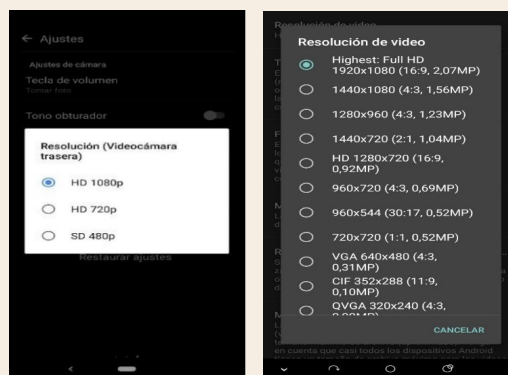 ← Ajustes
Ajustes de cámara
Tecla de volumen
Tomar foto
Tono obturador
Resolución (Videocámara
trasera)
HD 1080p
HD 720p
SD 480p
Restaurar ajustes
Resolución de video
Resolución de video
Highest: Full HD
1920x1080 (16:9, 2,07MP)
1440x1080 (4:3, 1,56MP)
1280x960 (4:3, 1,23MP)
1440x720 (2:1, 1,04MP)
HD 1280x720 (16:9,
0,92MP)
960x720 (4:3, 0,69MP)
960x544 (30:17, 0,52MP)
720x720 (1:1, 0,52MP)
VGA 640x480 (4:3,
0,31MP)
CIF 352x288 (11:9,
0,10MP)
QVGA 320x240 (4:3,
CANCELAR
en cuenta que casi todos los dispositivos Android